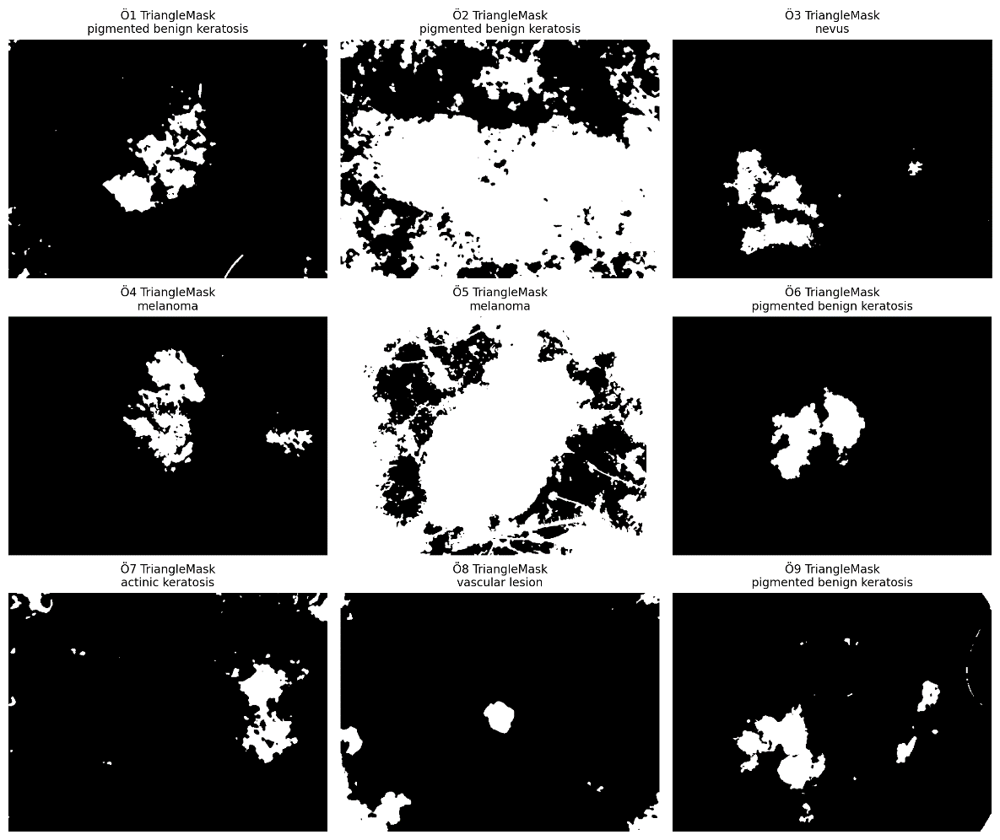 Ö1 TriangleMask
pigmented benign keratosis
Ö2 TriangleMask
pigmented benign keratosis
Ö3 TriangleMask
nevus
Ö4 TriangleMask
melanoma
Ö5 TriangleMask
melanoma
Ö6 TriangleMask
pigmented benign keratosis
Ö7 TriangleMask
actinic keratosis
Ö8 TriangleMask
vascular lesion
Ö9 TriangleMask
pigmented benign keratosis